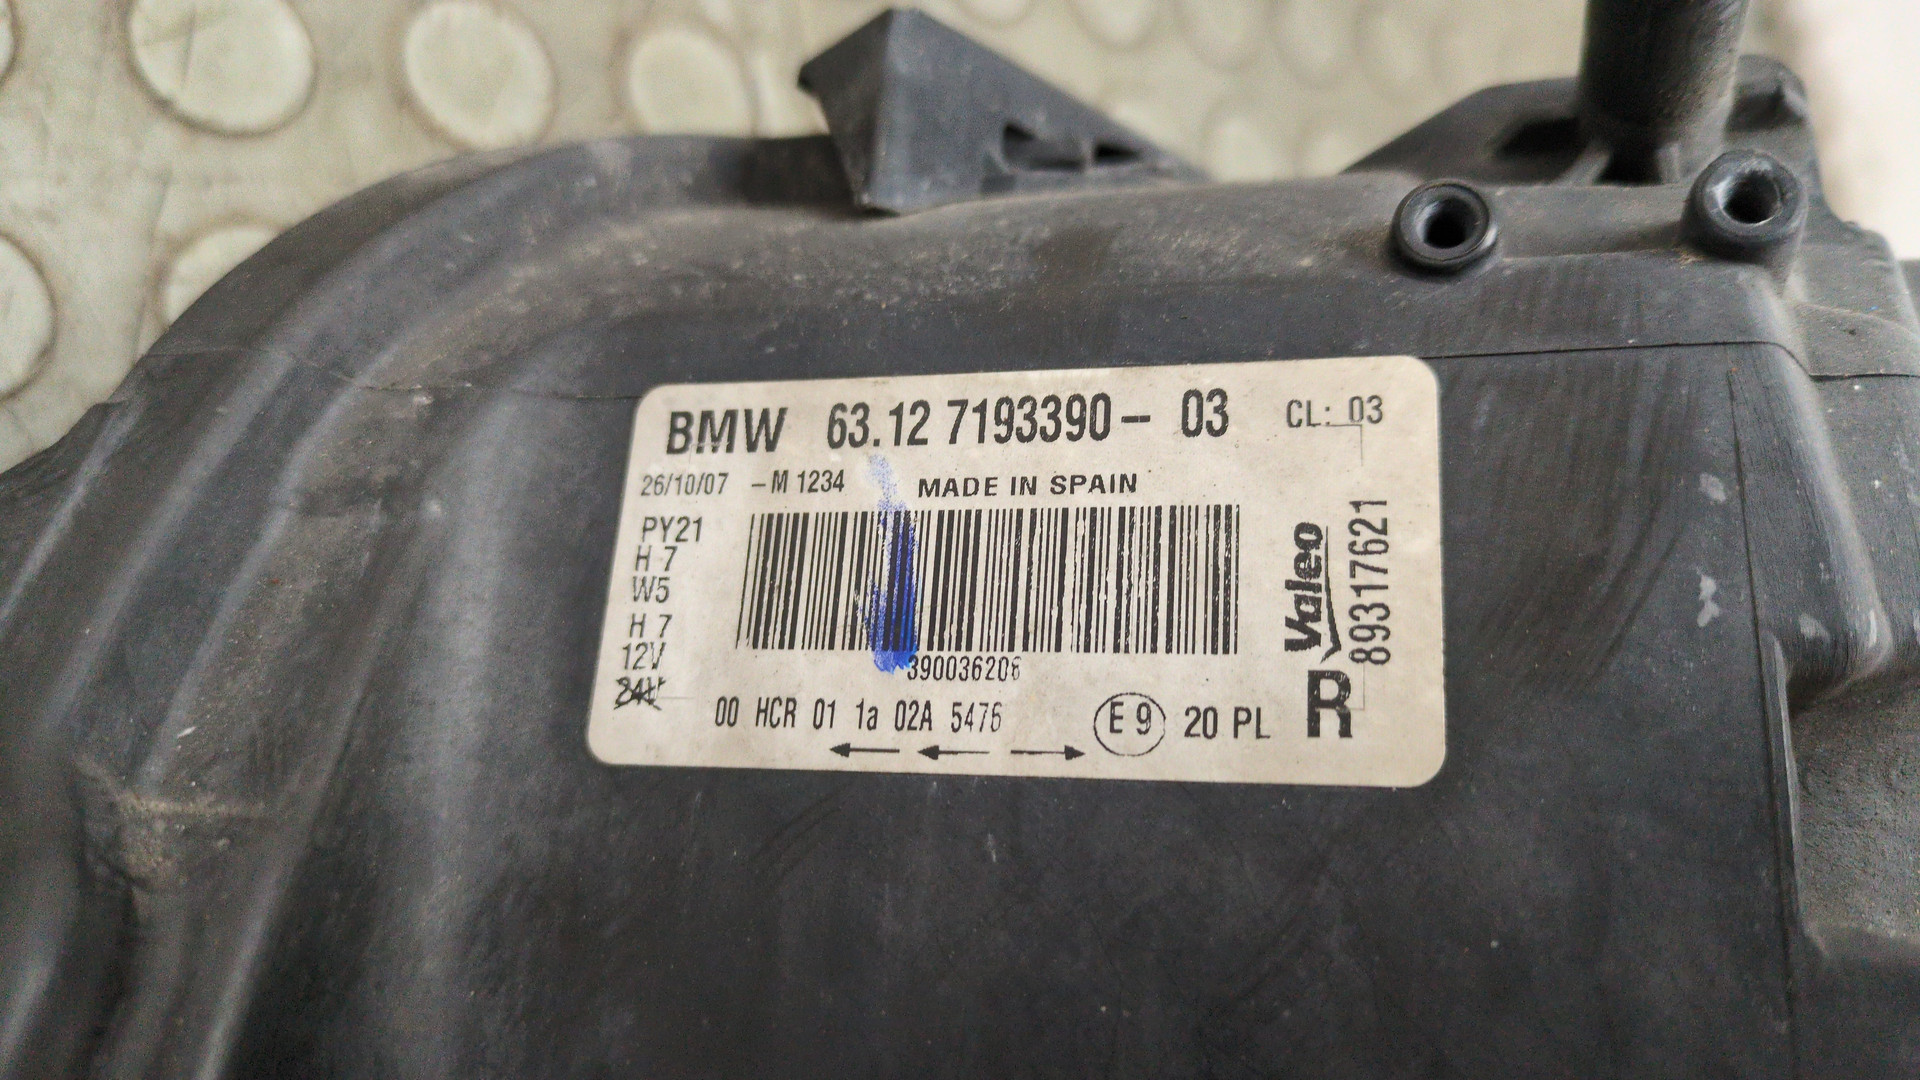 BMW 63.12 7193390 - 03 CL: 03
26/10/07 - M 1234 MADE IN SPAIN
PY21
H 7
W5
H 7
12V
24V
390036206
00 HCR 01 1a 02A 5476 E 9 20 PL R
Valeo
89317621